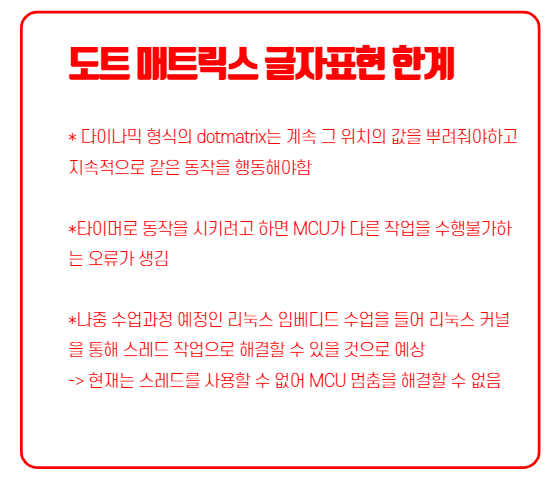 도트 매트릭스 글자표현 한계
* 다이나믹 형식의 dotmatrix는 계속 그 위치의 값을 뿌려줘야하고
지속적으로 같은 동작을 행동해야함
*타이머로 동작을 시키려고 하면 MCU가 다른 작업을 수행불가하
는 오류가 생김
*나중 수업과정 예정인 리눅스 임베디드 수업을 들어 리눅스 커널
을 통해 스레드 작업으로 해결할 수 있을 것으로 예상
-> 현재는 스레드를 사용할 수 없어 MCU 멈춤을 해결할 수 없음